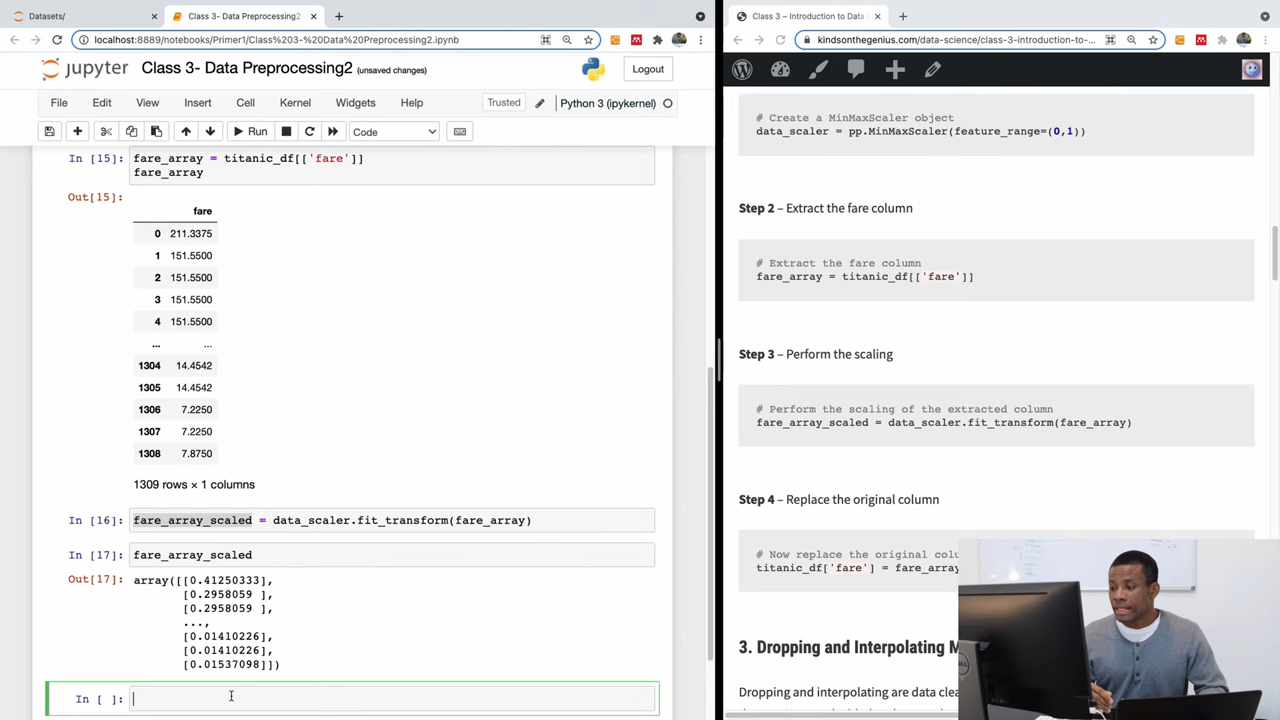 Datasets/
Class 3- Data Preprocessing2
localhost:8889/notebooks/Primer1/Class%203-%20Data%20Preprocessing2.ipynb
jupyter Class 3- Data Preprocessing2 (unsaved changes)
Logout
File Edit View Insert Cell Kernel Widgets Help
Trusted
Python 3 (ipykernel)
Run
Code
In [15]: fare_array = titanic_df[['fare']]
fare_array
Out[15]:
fare
0 211.3375
1 151.5500
2 151.5500
3 151.5500
4 151.5500
... ...
1304 14.4542
1305 14.4542
1306 7.2250
1307 7.2250
1308 7.8750
1309 rows × 1 columns
In [16]: fare_array_scaled = data_scaler.fit_transform(fare_array)
In [17]: fare_array_scaled
Out[17]: array([[0.41250333],
[0.2958059 ],
[0.2958059 ],
...,
[0.01410226],
[0.01410226],
[0.01537098]])
In [ ]:
Class 3 – Introduction to Data
kindsonthegenius.com/data-science/class-3-introduction-to-...
# Create a MinMaxScaler object
data_scaler = pp.MinMaxScaler(feature_range=(0,1))
Step 2 – Extract the fare column
# Extract the fare column
fare_array = titanic_df[['fare']]
Step 3 – Perform the scaling
# Perform the scaling of the extracted column
fare_array_scaled = data_scaler.fit_transform(fare_array)
Step 4 – Replace the original column
# Now replace the original colu
titanic_df['fare'] = fare_array
3. Dropping and Interpolating M
Dropping and interpolating are data clea